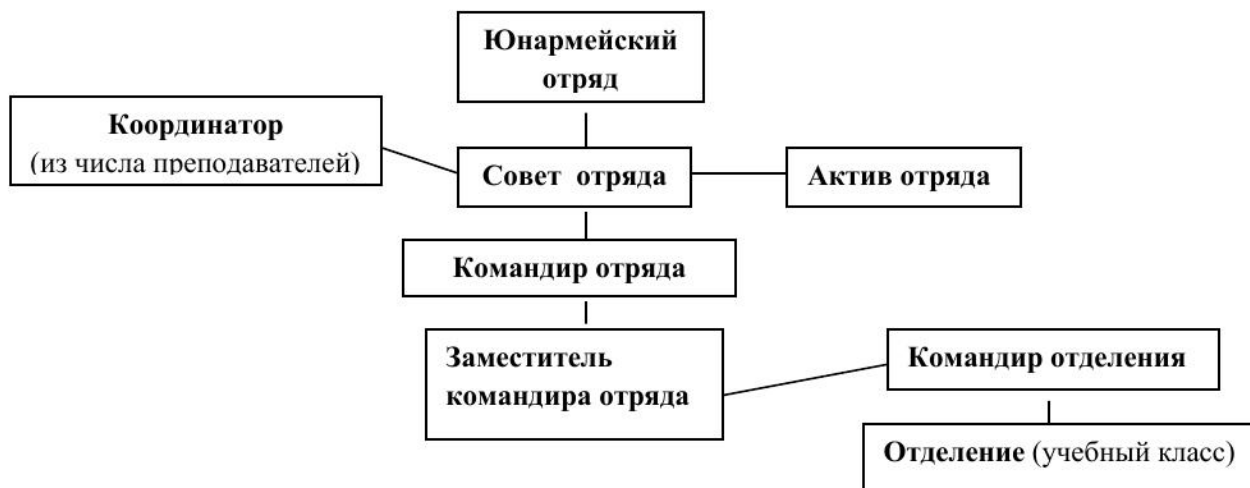 Юнармейский
отряд
Координатор
(из числа преподавателей)
Совет отряда
Актив отряда
Командир отряда
Заместитель
командира отряда
Командир отделения
Отделение (учебный класс)